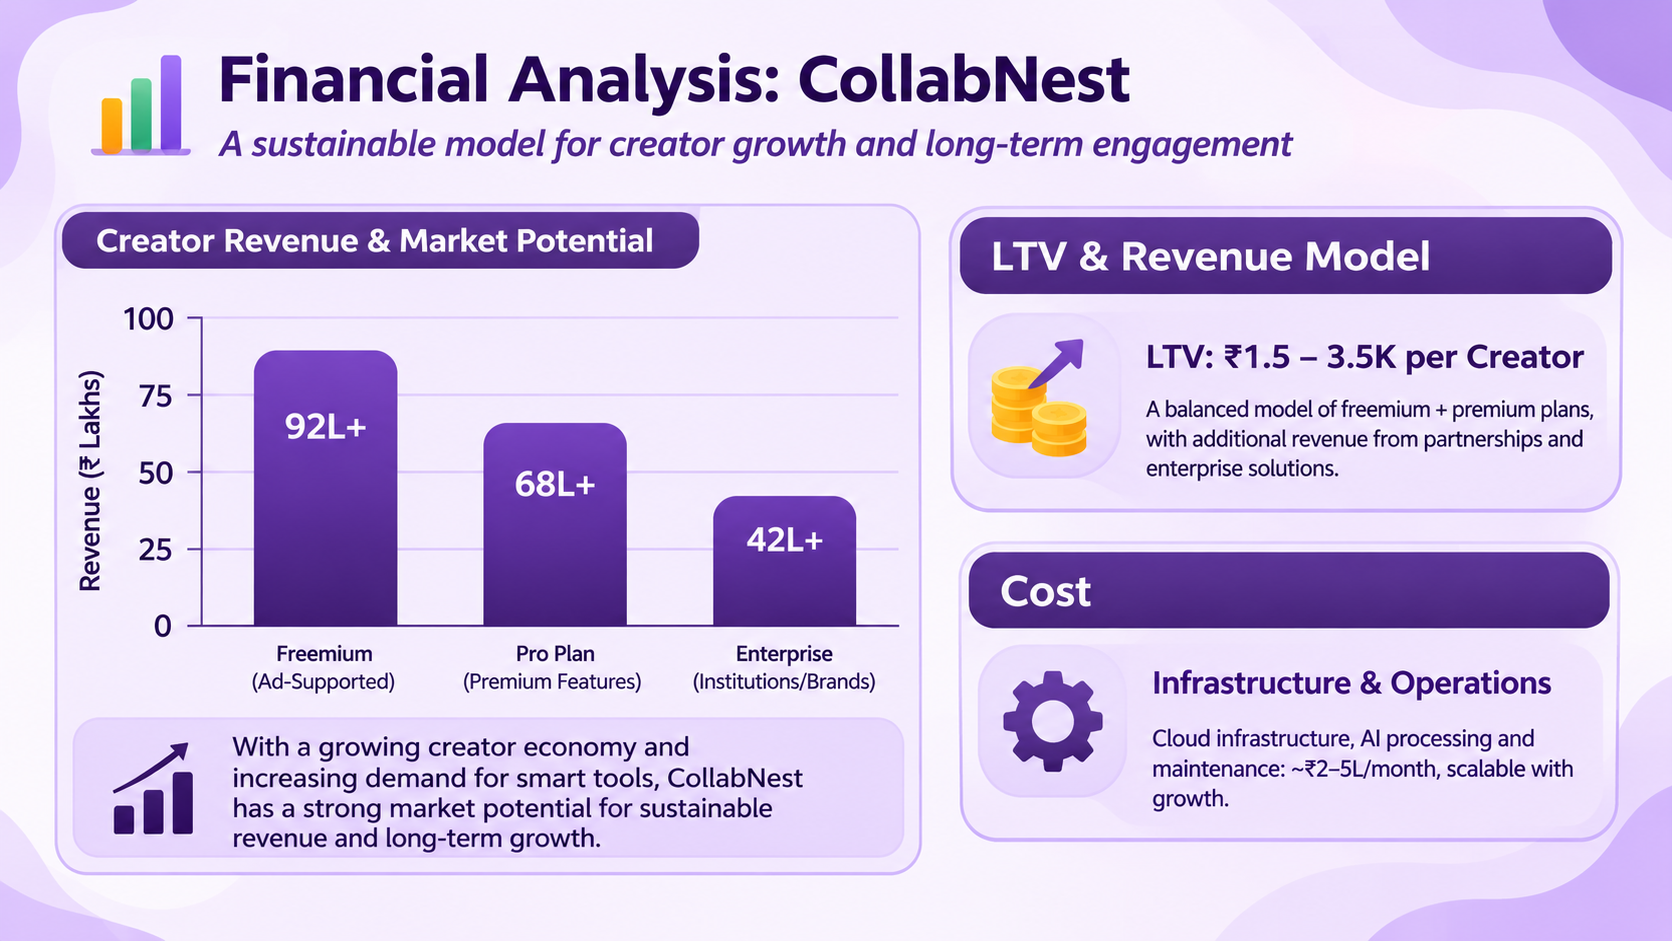 Financial Analysis: CollabNest
A sustainable model for creator growth and long-term engagement
Creator Revenue & Market Potential
Revenue (₹ Lakhs)
100
75
50
25
0
92L+
68L+
42L+
Freemium
(Ad-Supported)
Pro Plan
(Premium Features)
Enterprise
(Institutions/Brands)
With a growing creator economy and
increasing demand for smart tools, CollabNest
has a strong market potential for sustainable
revenue and long-term growth.
LTV & Revenue Model
LTV: ₹1.5 – 3.5K per Creator
A balanced model of freemium + premium plans,
with additional revenue from partnerships and
enterprise solutions.
Cost
Infrastructure & Operations
Cloud infrastructure, AI processing and
maintenance: ~₹2–5L/month, scalable with
growth.